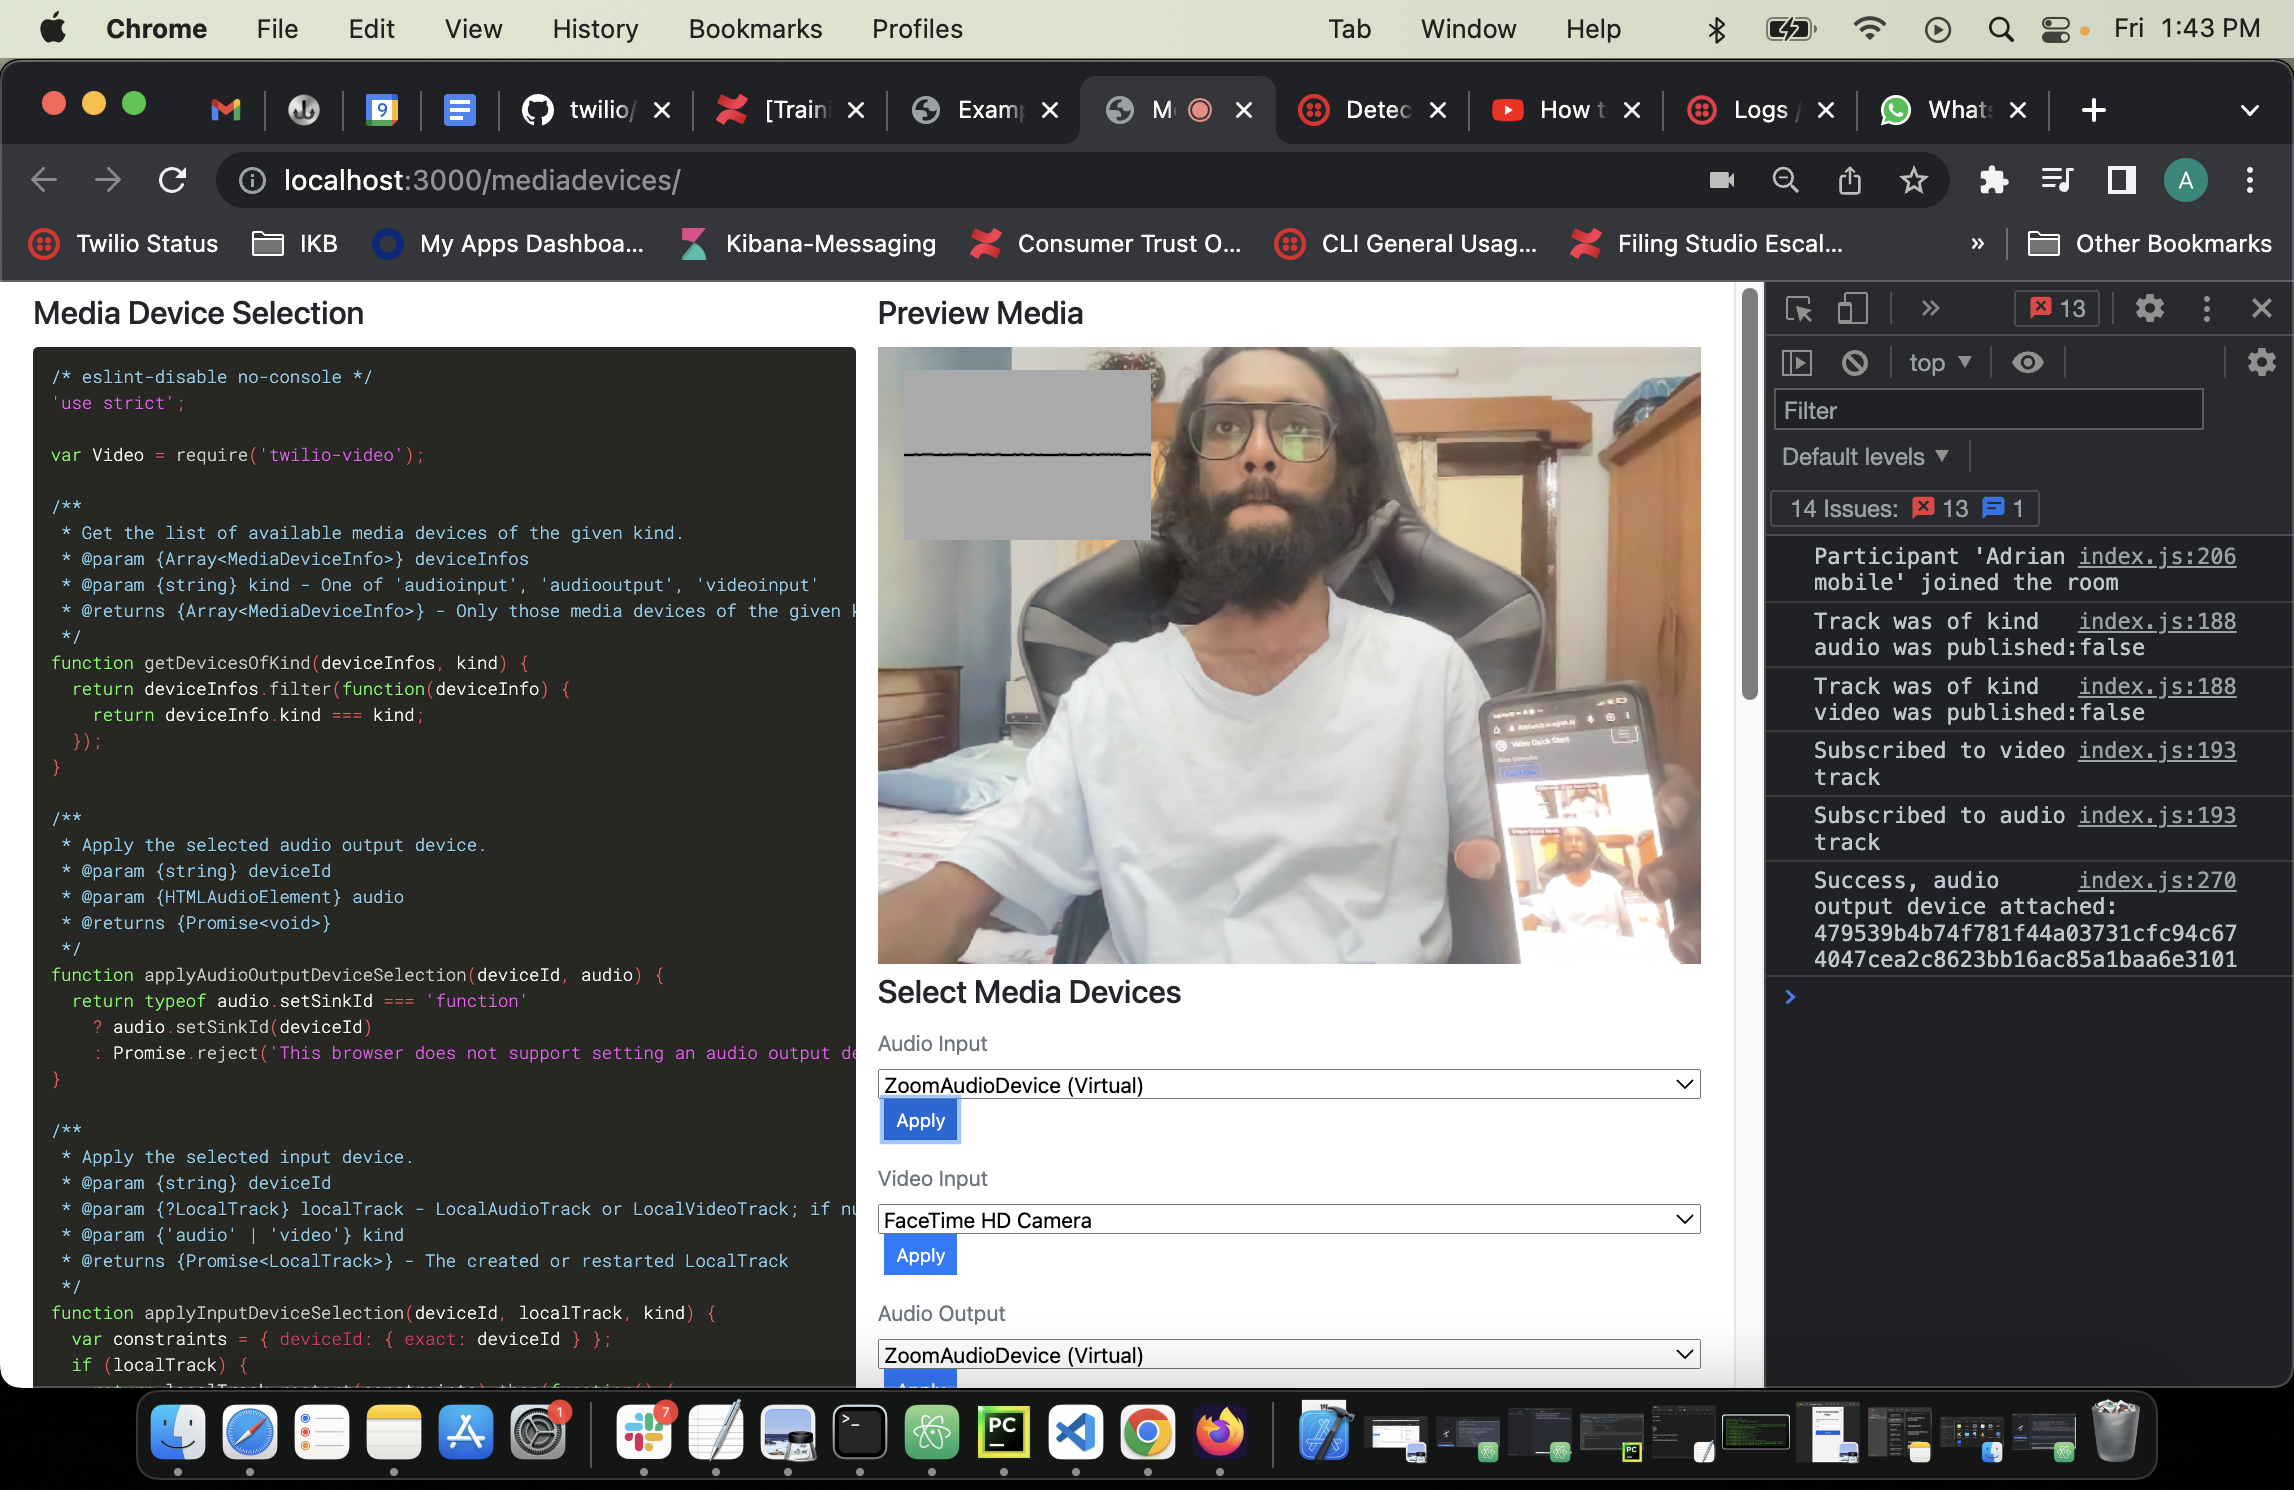 Chrome File Edit View History Bookmarks Profiles Tab Window Help Fri 1:43 PM
9 twilio/ [Traini Examp M Detec How t Logs / Whats
localhost:3000/mediadevices/ A
Twilio Status IKB My Apps Dashboa... Kibana-Messaging Consumer Trust O... CLI General Usag... Filing Studio Escal... » Other Bookmarks
Media Device Selection
/* eslint-disable no-console */
'use strict';
var Video = require('twilio-video');
/**
* Get the list of available media devices of the given kind.
* @param {Array<MediaDeviceInfo>} deviceInfos
* @param {string} kind - One of 'audioinput', 'audiooutput', 'videoinput'
* @returns {Array<MediaDeviceInfo>} - Only those media devices of the given k
*/
function getDevicesOfKind(deviceInfos, kind) {
return deviceInfos.filter(function(deviceInfo) {
return deviceInfo.kind === kind;
});
}
/**
* Apply the selected audio output device.
* @param {string} deviceId
* @param {HTMLAudioElement} audio
* @returns {Promise<void>}
*/
function applyAudioOutputDeviceSelection(deviceId, audio) {
return typeof audio.setSinkId === 'function'
? audio.setSinkId(deviceId)
: Promise.reject('This browser does not support setting an audio output de
}
/**
* Apply the selected input device.
* @param {string} deviceId
* @param {?LocalTrack} localTrack - LocalAudioTrack or LocalVideoTrack; if nu
* @param {'audio' | 'video'} kind
* @returns {Promise<LocalTrack>} - The created or restarted LocalTrack
*/
function applyInputDeviceSelection(deviceId, localTrack, kind) {
var constraints = { deviceId: { exact: deviceId } };
if (localTrack) {
Preview Media
Video Quick Start
Select Media Devices
Audio Input
ZoomAudioDevice (Virtual)
Apply
Video Input
FaceTime HD Camera
Apply
Audio Output
ZoomAudioDevice (Virtual)
Apply
» 13
top
Filter
Default levels
14 Issues: 13 1
Participant 'Adrian index.js:206
mobile' joined the room
Track was of kind index.js:188
audio was published:false
Track was of kind index.js:188
video was published:false
Subscribed to video index.js:193
track
Subscribed to audio index.js:193
track
Success, audio index.js:270
output device attached:
479539b4b74f781f44a03731cfc94c67
4047cea2c8623bb16ac85a1baa6e3101
1 7 PC PC